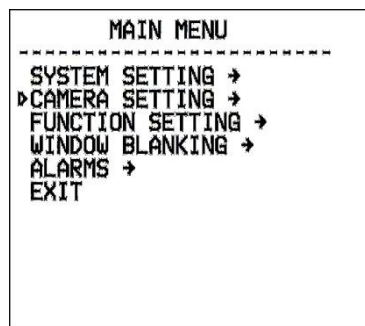 MAIN MENU
SYSTEM SETTING →
CAMERA SETTING →
FUNCTION SETTING →
WINDOW BLANKING →
ALARMS →
EXIT